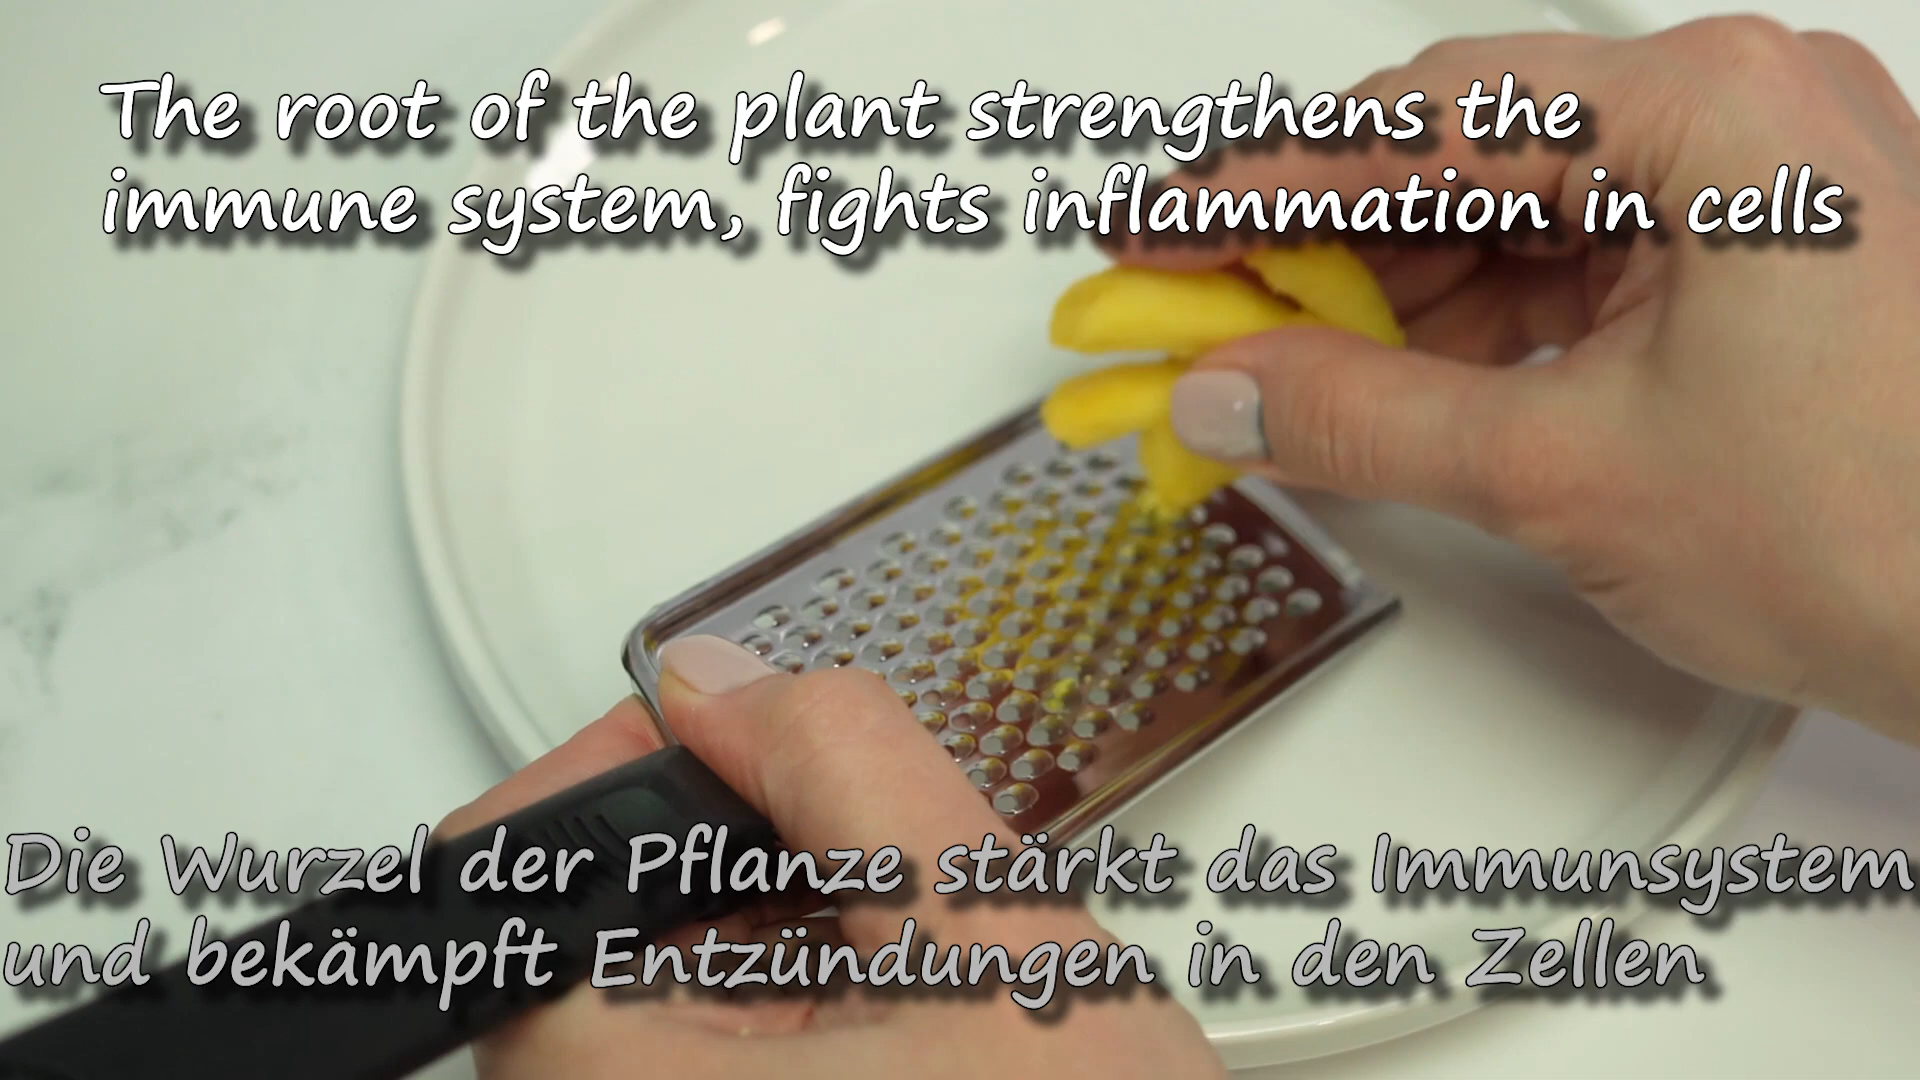 The root of the plant strengthens the
immune system, fights inflammation in cells
Die Wurzel der Pflanze stärkt das Immunsystem
und bekämpft Entzündungen in den Zellen